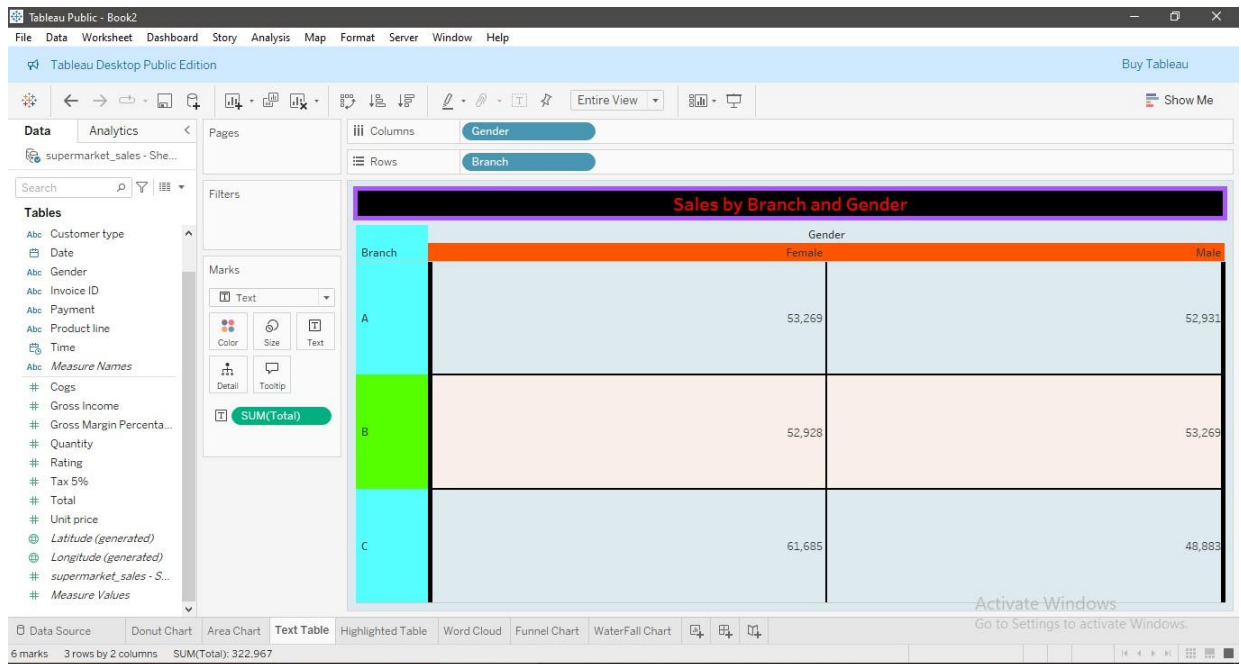 Tableau Public - Book2
File Data Worksheet Dashboard Story Analysis Map Format Server Window Help
Tableau Desktop Public Edition Buy Tableau
Entire View Show Me
Data Analytics
supermarket_sales - She...
Search
Tables
Abc Customer type
Date
Abc Gender
Abc Invoice ID
Abc Payment
Abc Product line
Time
Abc Measure Names
# Cogs
# Gross Income
# Gross Margin Percenta...
# Quantity
# Rating
# Tax 5%
# Total
# Unit price
Latitude (generated)
Longitude (generated)
# supermarket_sales - S...
# Measure Values
Pages
Filters
Marks
T Text
Color Size Text
Detail Tooltip
T SUM(Total)
iii Columns Gender
Rows Branch
Sales by Branch and Gender
Gender
Branch Female Male
A 53,269 52,931
B 52,928 53,269
C 61,685 48,883
Activate Windows
Go to Settings to activate Windows.
Data Source Donut Chart Area Chart Text Table Highlighted Table Word Cloud Funnel Chart WaterFall Chart
6 marks 3 rows by 2 columns SUM(Total): 322,967